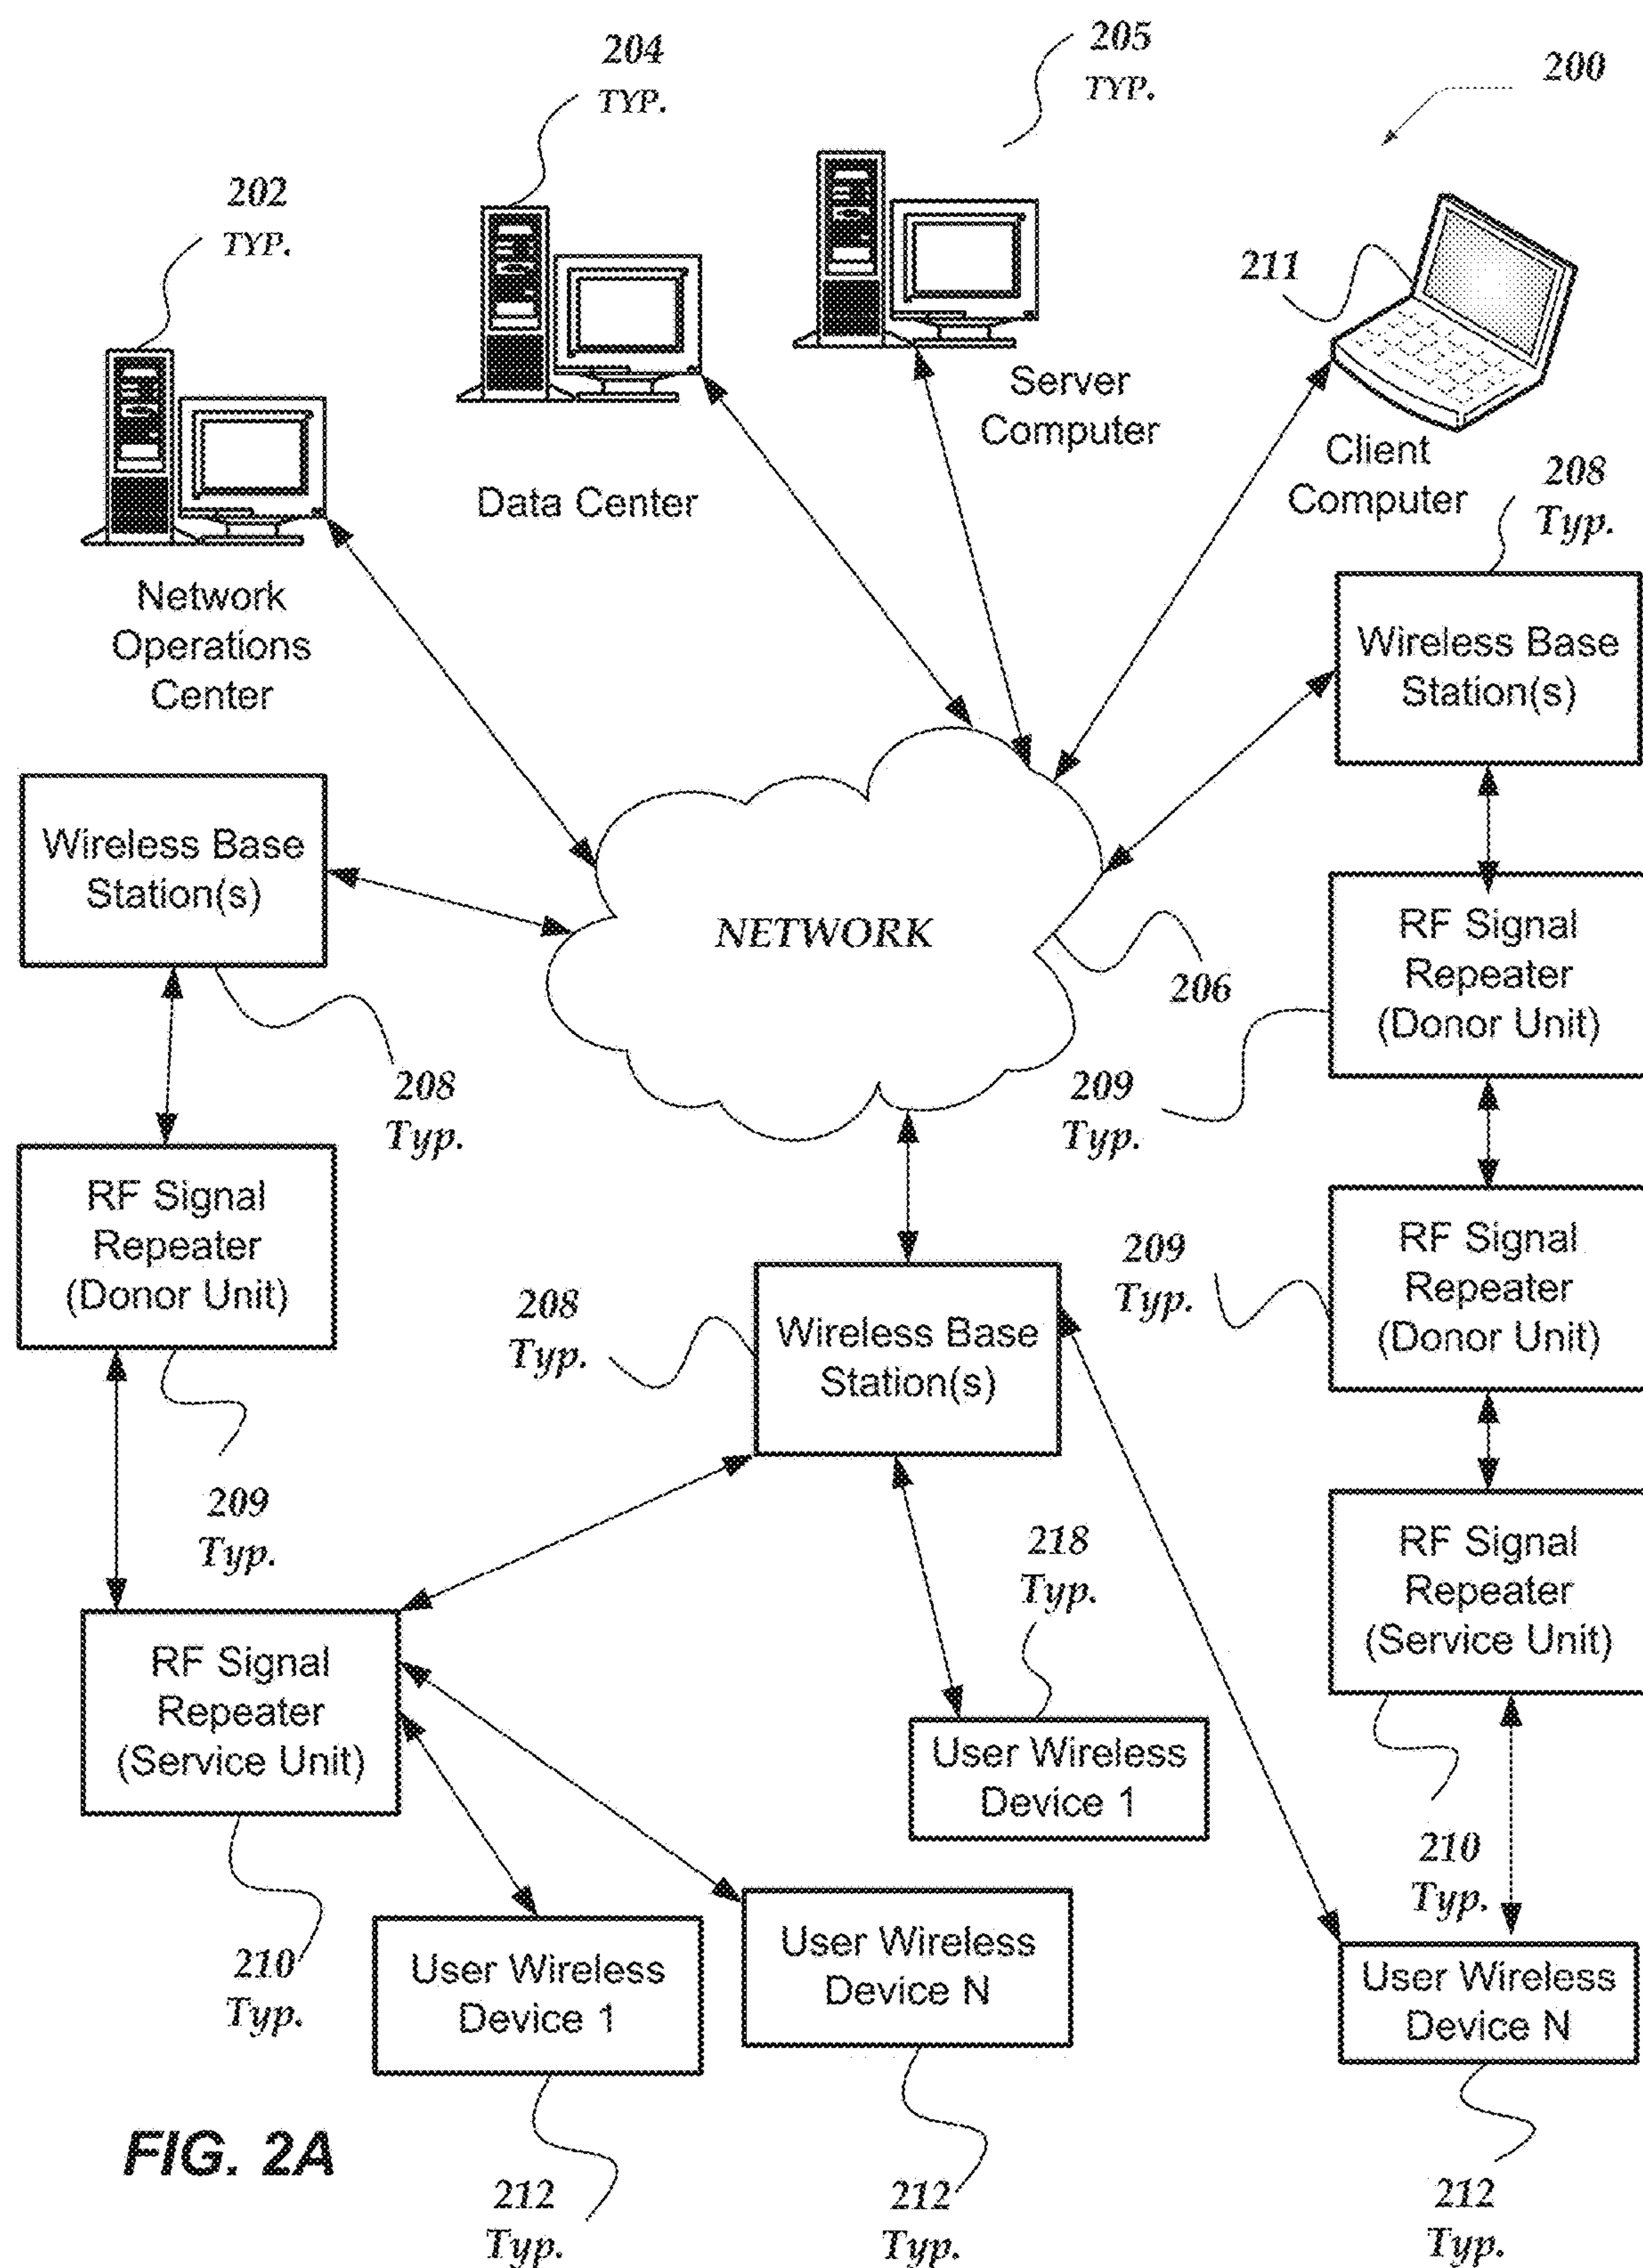 204
TYP.
205
TYP.
200
202
TYP.
211
Server
Computer
Client
Computer
Data Center
208
Typ.
Network
Operations
Center
Wireless Base
Station(s)
Wireless Base
Station(s)
NETWORK
206
RF Signal
Repeater
(Donor Unit)
208
Typ.
209
Typ.
RF Signal
Repeater
(Donor Unit)
RF Signal
Repeater
(Donor Unit)
209
Typ.
208
Typ.
Wireless Base
Station(s)
209
Typ.
218
Typ.
RF Signal
Repeater
(Service Unit)
RF Signal
Repeater
(Service Unit)
User Wireless
Device 1
210
Typ.
210
Typ.
User Wireless
Device 1
User Wireless
Device N
User Wireless
Device N
FIG. 2A
212
Typ.
212
Typ.
212
Typ.